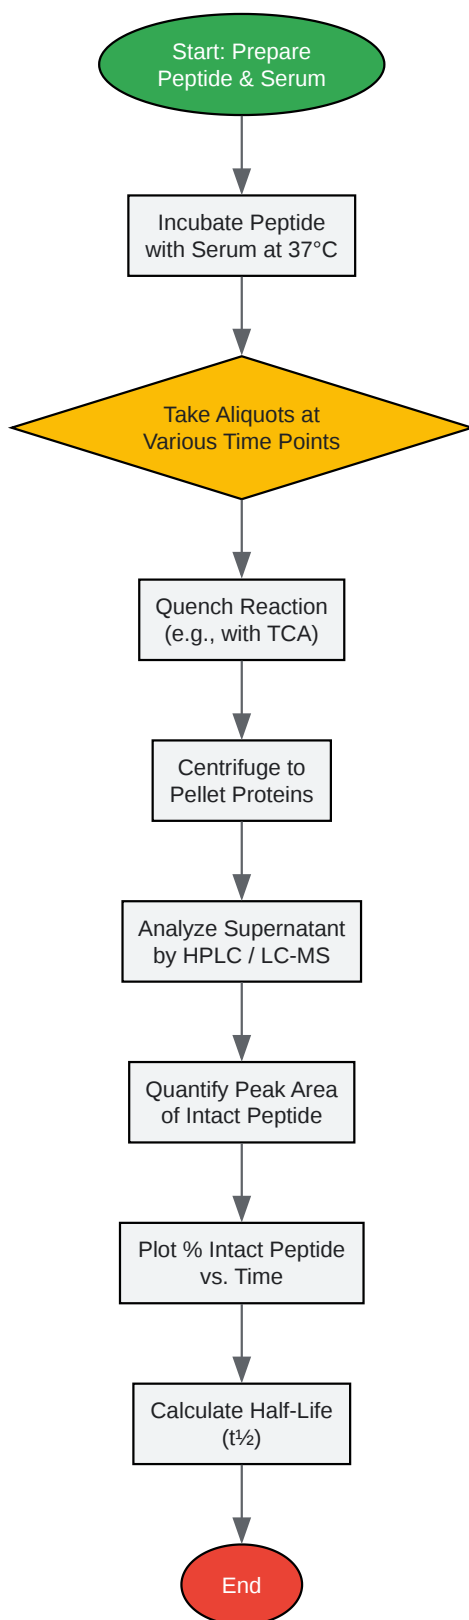 Start: Prepare
Peptide & Serum
Incubate Peptide
with Serum at 37°C
Take Aliquots at
Various Time Points
Quench Reaction
(e.g., with TCA)
Centrifuge to
Pellet Proteins
Analyze Supernatant
by HPLC / LC-MS
Quantify Peak Area
of Intact Peptide
Plot % Intact Peptide
vs. Time
Calculate Half-Life
(t½)
End